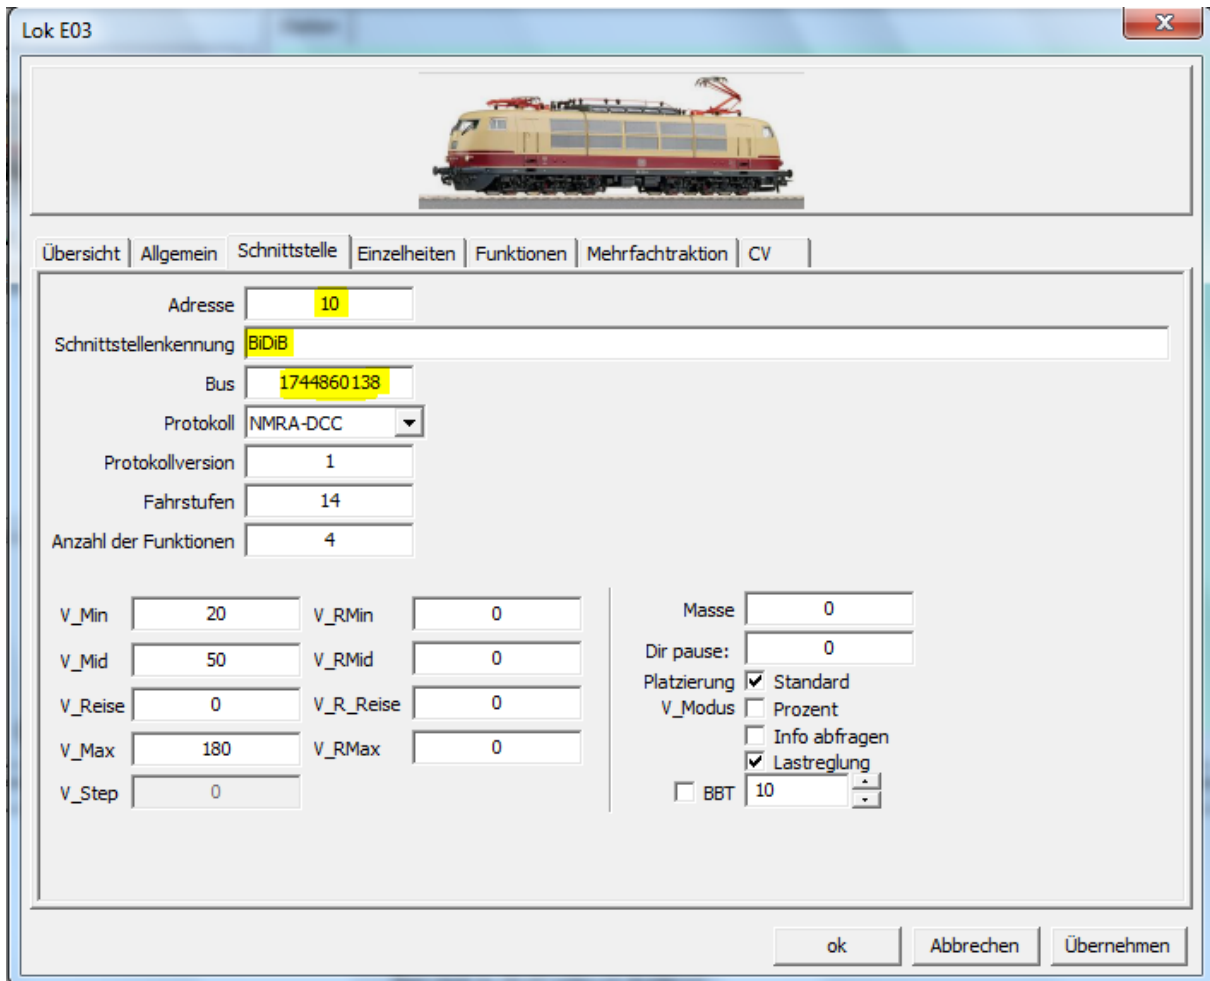 Lok E03
Übersicht Allgemein Schnittstelle Einzelheiten Funktionen Mehrfachtraktion CV
Adresse 10
Schnittstellenkennung BiDiB
Bus 1744860138
Protokoll NMRA-DCC
Protokollversion 1
Fahrstufen 14
Anzahl der Funktionen 4
V_Min 20 V_RMin 0 Masse 0
V_Mid 50 V_RMid 0 Dir pause: 0
Platzierung Standard
V_Reise 0 V_R_Reise 0 V_Modus Prozent
Info abfragen
V_Max 180 V_RMax 0 Lastreglung
V_Step 0 BBT 10
ok Abbrechen Übernehmen